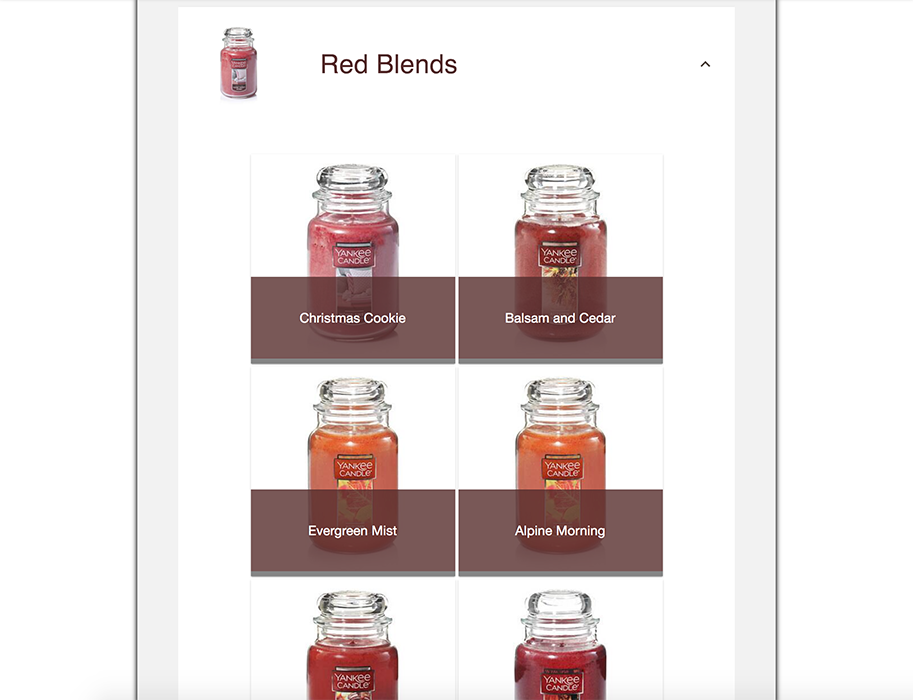 Red Blends
YANKEE
CANDLE
YANKEE
CANDLE
Christmas Cookie
Balsam and Cedar
YANKEE
CANDLE
YANKEE
CANDLE
Evergreen Mist
Alpine Morning
YANKEE
CANDLE
YANKEE
CANDLE